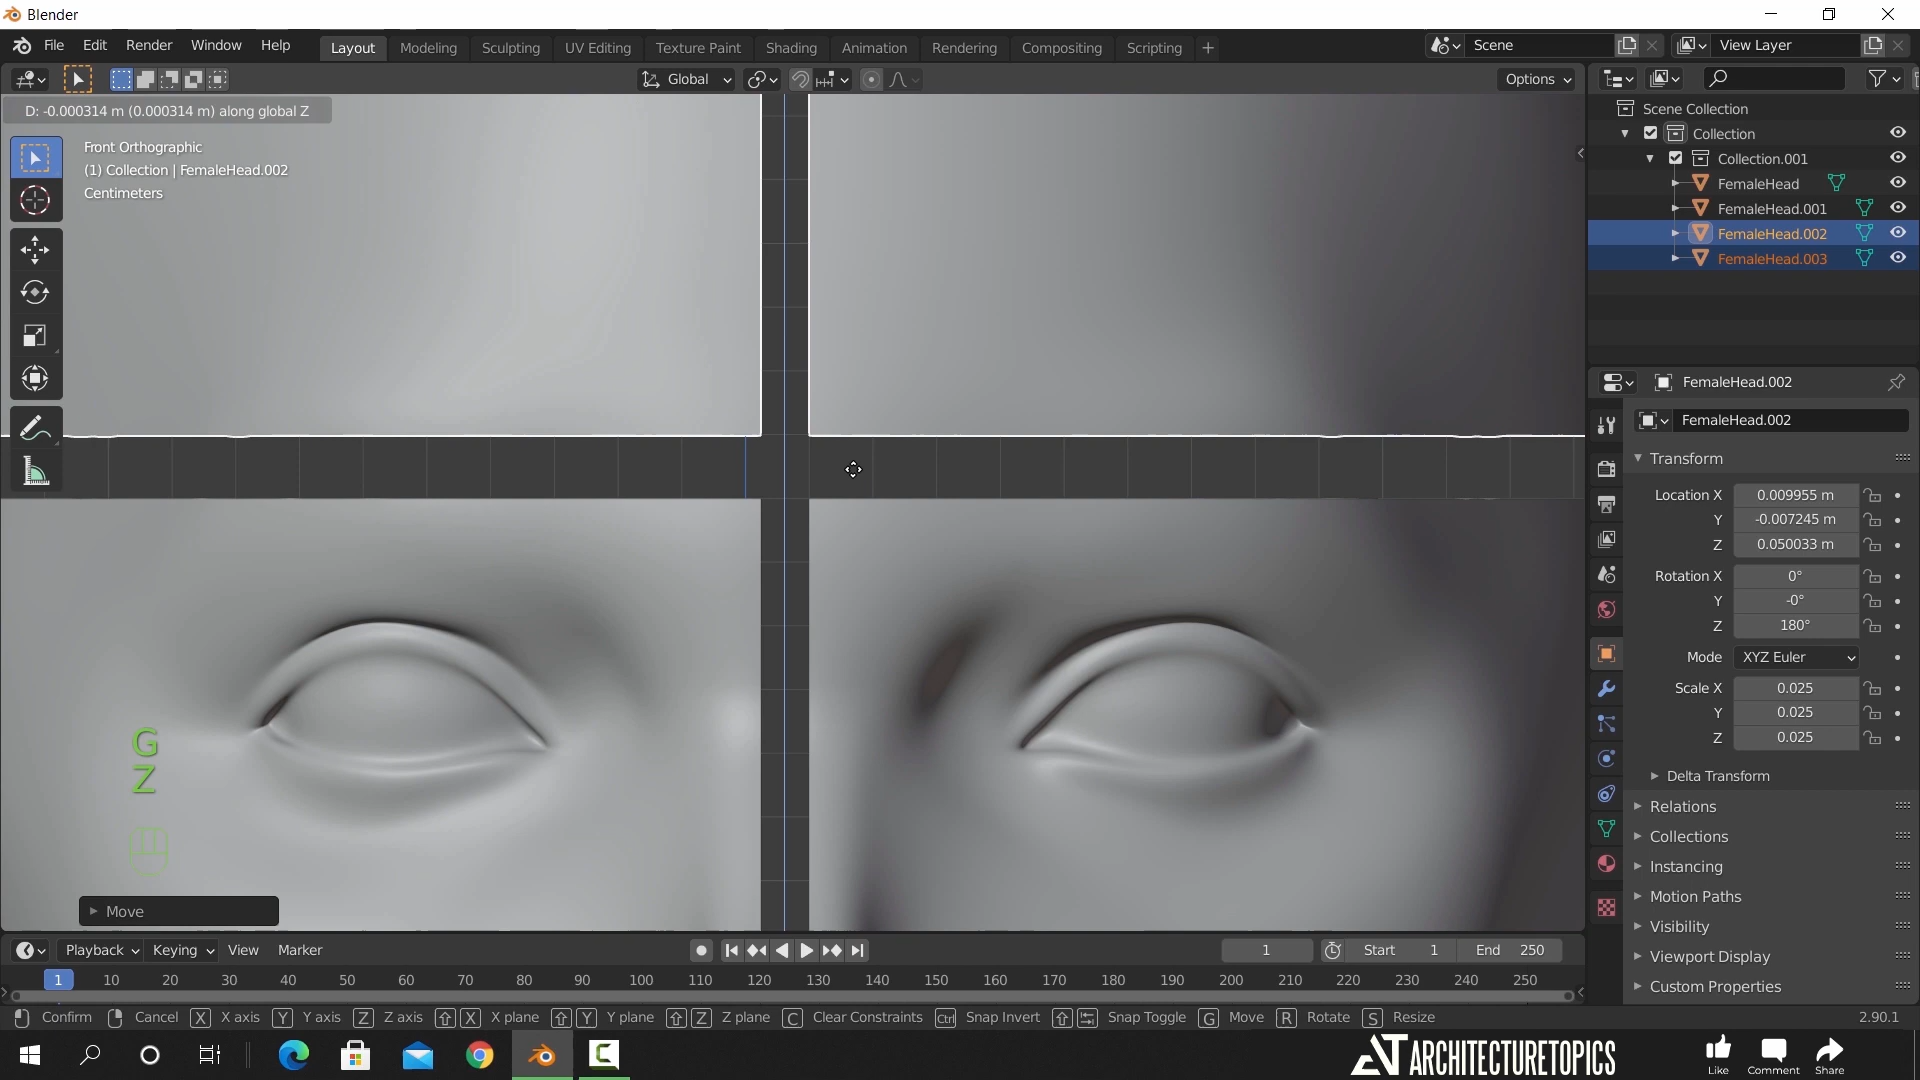 Blender
File Edit Render Window Help
Layout Modeling Sculpting UV Editing Texture Paint Shading Animation Rendering Compositing Scripting +
Scene
View Layer
Global
Options
D: -0.000314 m (0.000314 m) along global Z
Front Orthographic
(1) Collection | FemaleHead.002
Centimeters
Scene Collection
Collection
Collection.001
FemaleHead
FemaleHead.001
FemaleHead.002
FemaleHead.003
FemaleHead.002
FemaleHead.002
Transform
Location X 0.009955 m
Y -0.007245 m
Z 0.050033 m
Rotation X 0°
Y -0°
Z 180°
Mode XYZ Euler
Scale X 0.025
Y 0.025
Z 0.025
Delta Transform
Relations
Collections
Instancing
Motion Paths
Visibility
Viewport Display
Custom Properties
G
Z
Move
Playback Keying View Marker
1 Start 1 End 250
1 10 20 30 40 50 60 70 80 90 100 110 120 130 140 150 160 170 180 190 200 210 220 230 240 250
Confirm Cancel X X axis Y Y axis Z Z axis X X plane Y Y plane Z Z plane C Clear Constraints Ctrl Snap Invert Snap Toggle G Move R Rotate S Resize 2.90.1
AT ARCHITECTURETOPICS
Like Comment Share